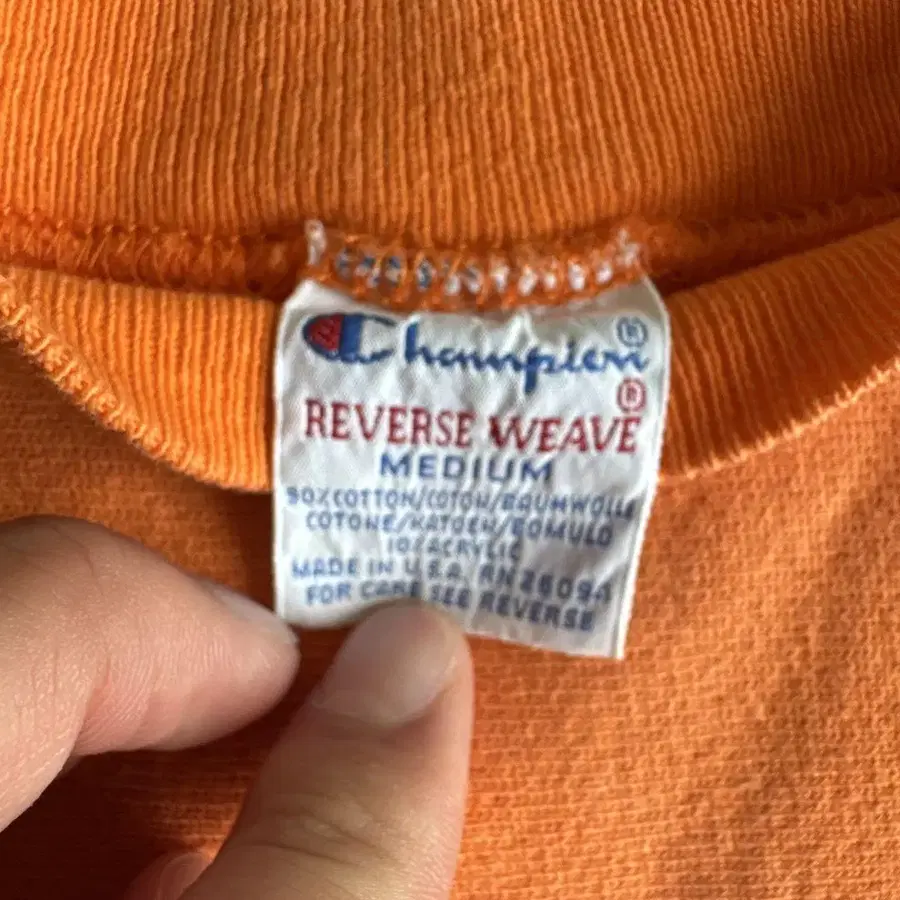 Champion®
®
REVERSE WEAVE
MEDIUM
90% COTTON/COTON/BAUMWOLLE
COTONE/KATOEN/BOMULD
10% ACRYLIC
MADE IN U.S.A. RN 26094
FOR CARE SEE REVERSE